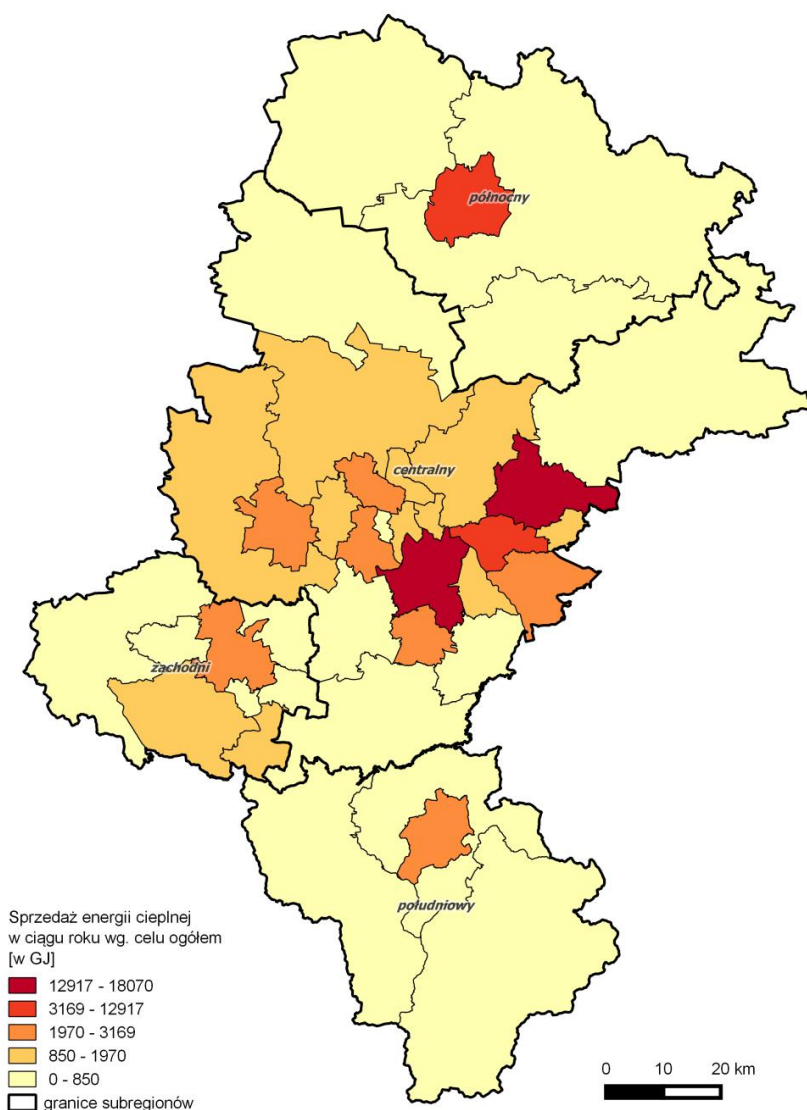 północny
centralny
zachodni
południowy
Sprzedaż energii cieplnej
w ciągu roku wg. celu ogółem
[w GJ]
12917 - 18070
3169 - 12917
1970 - 3169
850 - 1970
0 - 850
granice subregionów
0 10 20 km